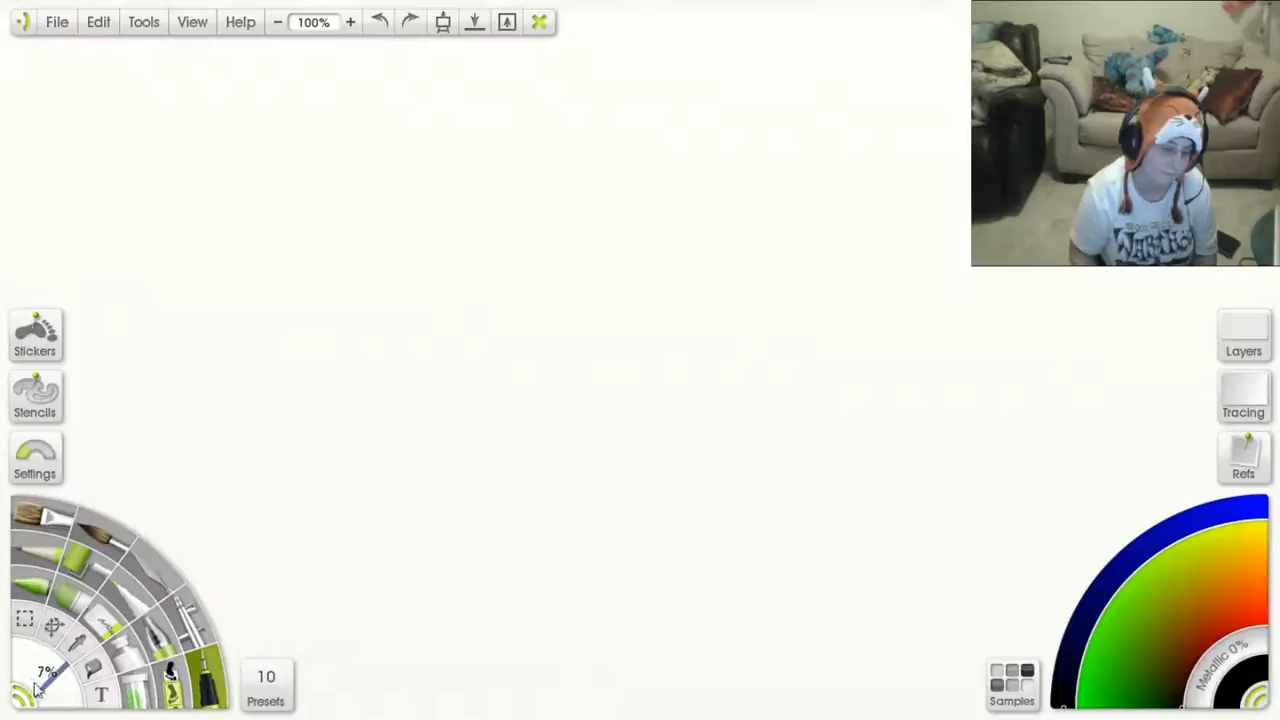 File Edit Tools View Help 100%
Stickers
Layers
Stencils
Tracing
Settings
Refs
7%
T
10
Presets
Samples
Metallic 0%